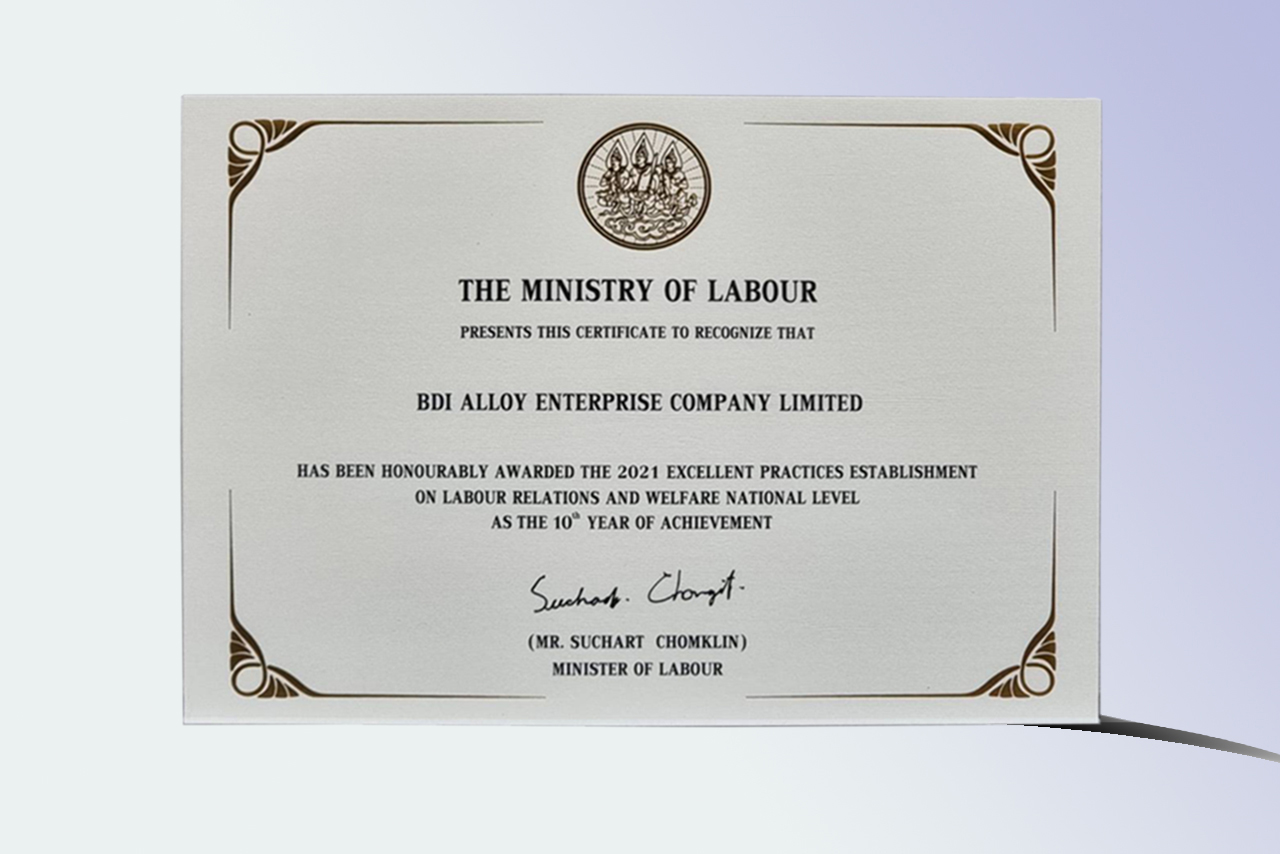 THE MINISTRY OF LABOUR
PRESENTS THIS CERTIFICATE TO RECOGNIZE THAT
BDI ALLOY ENTERPRISE COMPANY LIMITED
HAS BEEN HONOURABLY AWARDED THE 2021 EXCELLENT PRACTICES ESTABLISHMENT
ON LABOUR RELATIONS AND WELFARE NATIONAL LEVEL
AS THE 10th YEAR OF ACHIEVEMENT
(MR. SUCHART CHOMKLIN)
MINISTER OF LABOUR